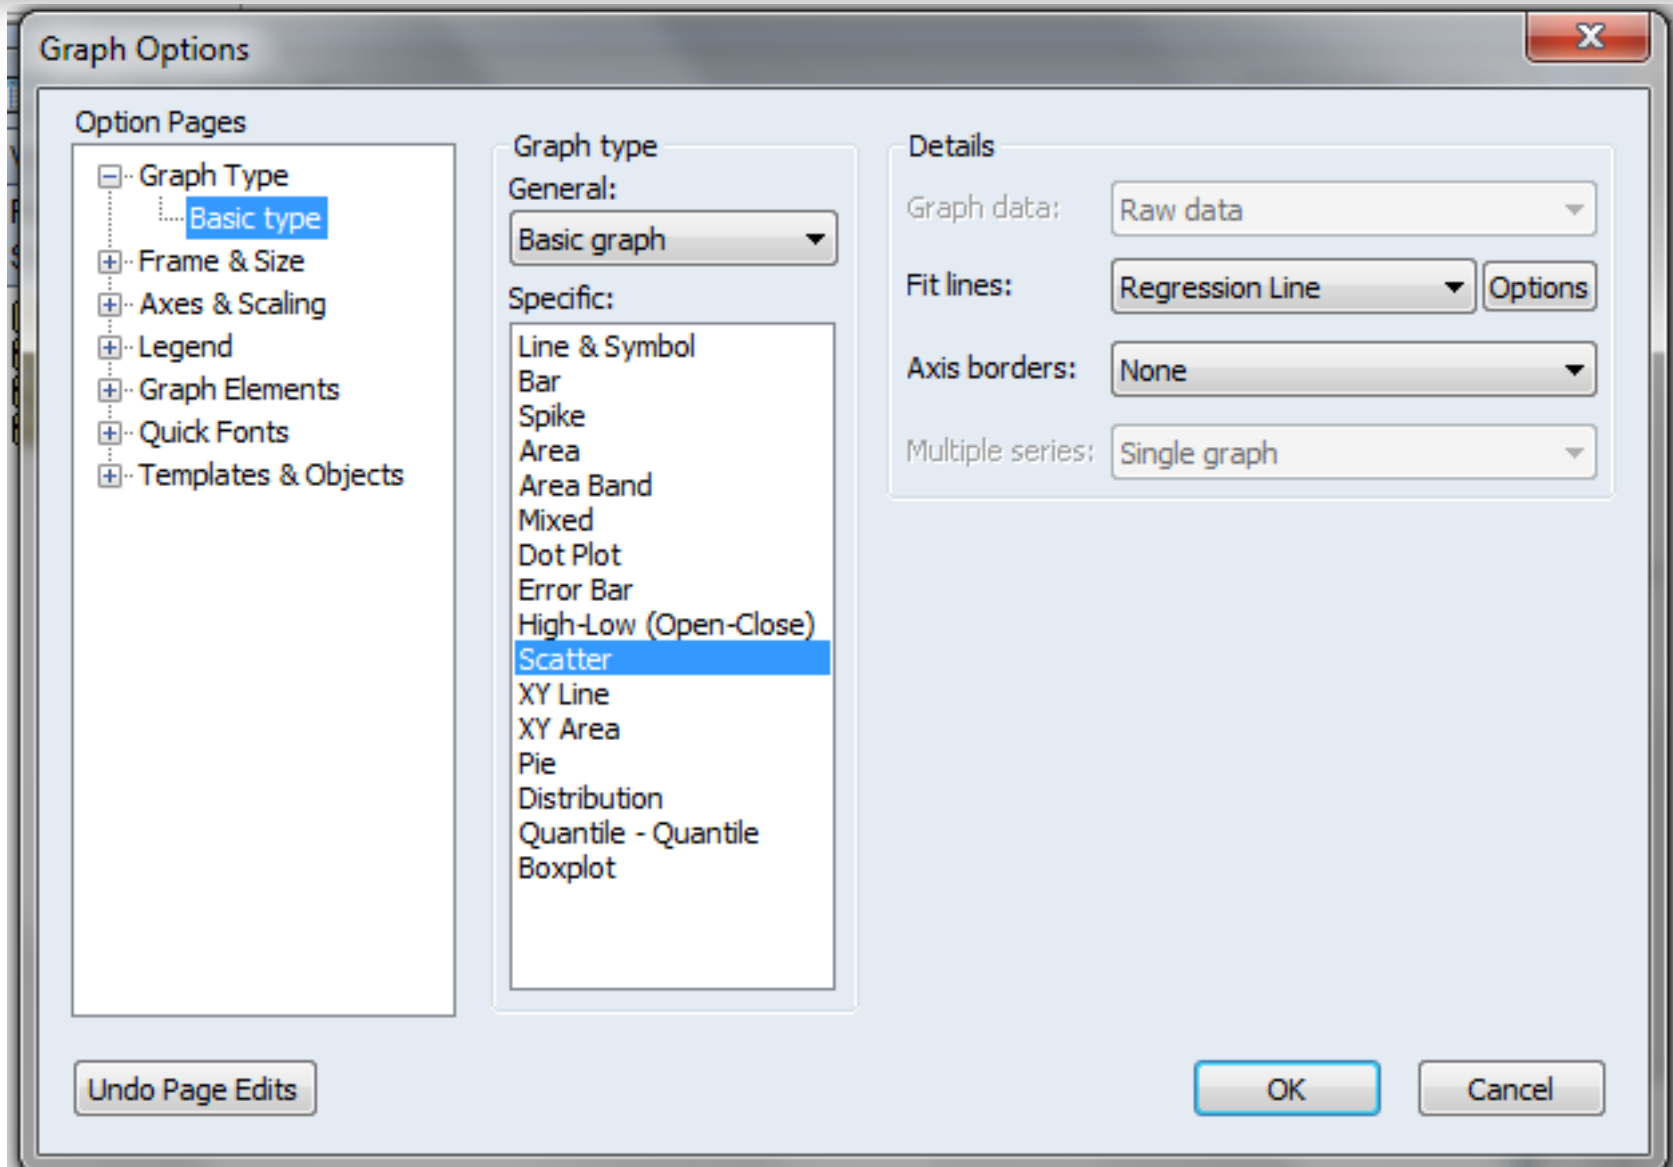 Graph Options
Option Pages
Graph Type
Basic type
Frame & Size
Axes & Scaling
Legend
Graph Elements
Quick Fonts
Templates & Objects
Graph type
General:
Basic graph
Specific:
Line & Symbol
Bar
Spike
Area
Area Band
Mixed
Dot Plot
Error Bar
High-Low (Open-Close)
Scatter
XY Line
XY Area
Pie
Distribution
Quantile - Quantile
Boxplot
Details
Graph data: Raw data
Fit lines: Regression Line Options
Axis borders: None
Multiple series: Single graph
Undo Page Edits
OK
Cancel